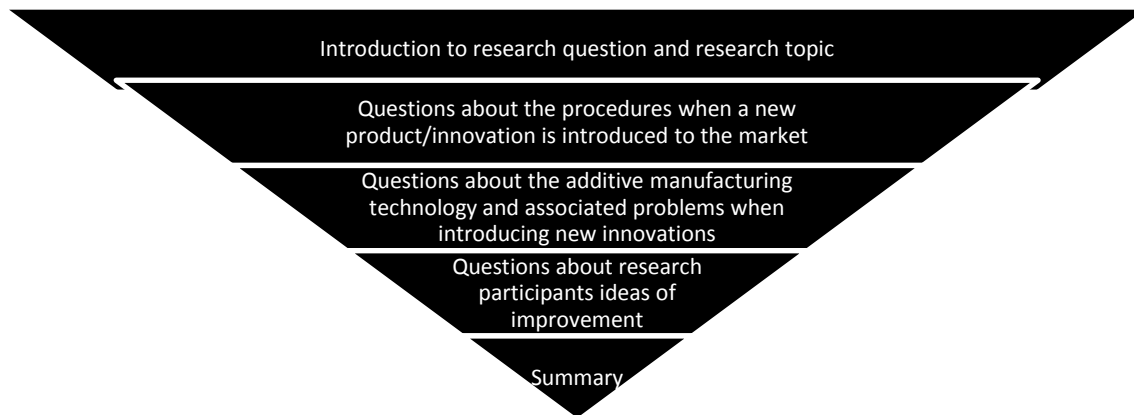 Introduction to research question and research topic
Questions about the procedures when a new
product/innovation is introduced to the market
Questions about the additive manufacturing
technology and associated problems when
introducing new innovations
Questions about research
participants ideas of
improvement
Summary